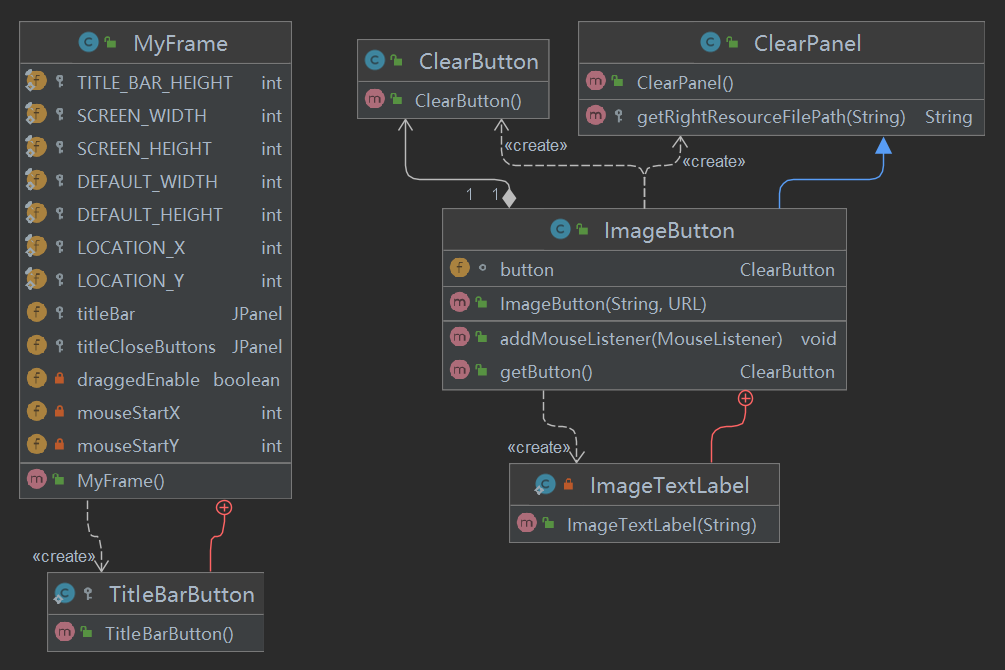 MyFrame
TITLE_BAR_HEIGHT int
SCREEN_WIDTH int
SCREEN_HEIGHT int
DEFAULT_WIDTH int
DEFAULT_HEIGHT int
LOCATION_X int
LOCATION_Y int
titleBar JPanel
titleCloseButtons JPanel
draggedEnable boolean
mouseStartX int
mouseStartY int
MyFrame()
«create»
TitleBarButton
TitleBarButton()
ClearButton
ClearButton()
ClearPanel
ClearPanel()
getRightResourceFilePath(String) String
«create»
«create»
1 1
ImageButton
button ClearButton
ImageButton(String, URL)
addMouseListener(MouseListener) void
getButton() ClearButton
«create»
ImageTextLabel
ImageTextLabel(String)